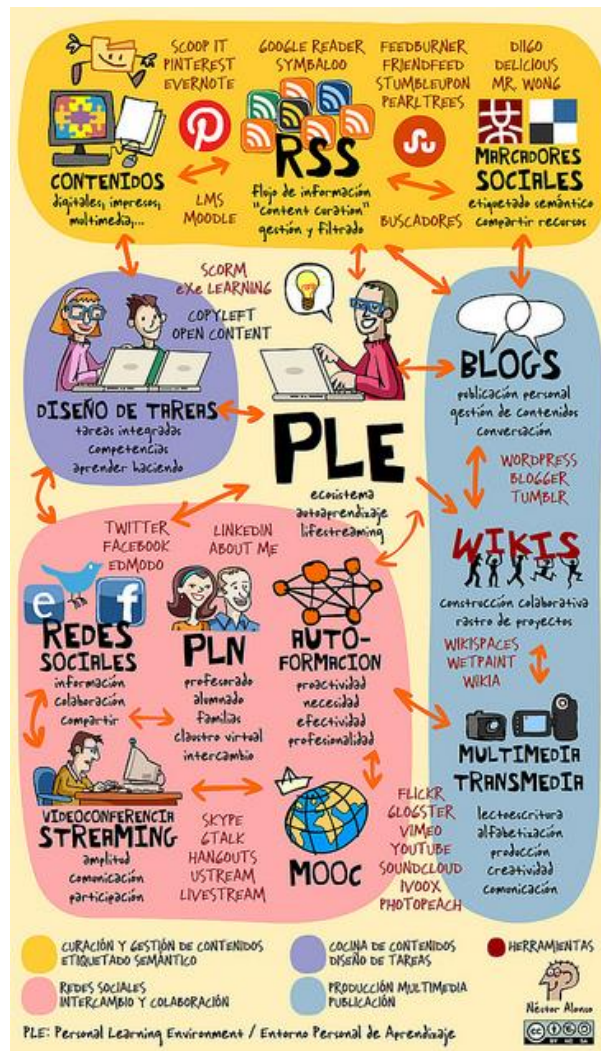 SCOOP IT
PINTEREST
EVERNOTE
GOOGLE READER
SYMBALOO
FEEDBURNER
FRIENDFEED
STUMBLEUPON
PEARLTREES
DIIGO
DELICIOUS
MR. WONG
CONTENIDOS
digitales, impresos,
multimedia,...
LMS
MOODLE
RSS
flujo de información
"content curation"
gestión y filtrado
BUSCADORES
MARCADORES
SOCIALES
etiquetado semántico
compartir recursos
SCORM
eXe LEARNING
COPYLEFT
OPEN CONTENT
DISEÑO DE TAREAS
tareas integradas
competencias
aprender haciendo
PLE
ecosistema
autoaprendizaje
lifestreaming
BLOGS
publicación personal
gestión de contenidos
conversación
WORDPRESS
BLOGGER
TUMBLR
TWITTER
FACEBOOK
EDMODO
LINKEDIN
ABOUT ME
WIKIS
construcción colaborativa
rastro de proyectos
WIKISPACES
WETPAINT
WIKIA
e
f
REDES
SOCIALES
información
colaboración
compartir
PLN
profesorado
alumnado
familias
claustro virtual
intercambio
AUTO-
FORMACION
proactividad
necesidad
efectividad
profesionalidad
MULTIMEDIA
TRANSMEDIA
lectoescritura
alfabetización
producción
creatividad
comunicación
VIDEOCONFERENCIA
STREAMING
amplitud
comunicación
participación
SKYPE
GTALK
HANGOUTS
USTREAM
LIVESTREAM
MOOc
FLICKR
GLOGSTER
VIMEO
YOUTUBE
SOUNDCLOUD
IVOOX
PHOTOPEACH
CURACIÓN Y GESTIÓN DE CONTENIDOS
ETIQUETADO SEMÁNTICO
COCINA DE CONTENIDOS
DISEÑO DE TAREAS
HERRAMIENTAS
REDES SOCIALES
INTERCAMBIO Y COLABORACIÓN
PRODUCCIÓN MULTIMEDIA
PUBLICACIÓN
Néstor Alonso
PLE: Personal Learning Environment / Entorno Personal de Aprendizaje
BY NC SA